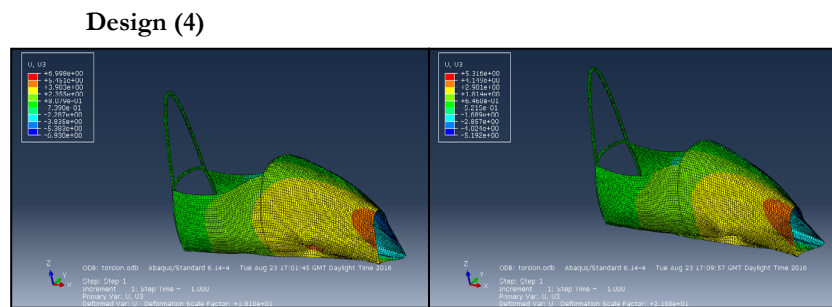 Design (4)
U, U3
+6.998e+00
+5.451e+00
+3.903e+00
+2.355e+00
+8.079e-01
-7.390e-01
-2.287e+00
-3.835e+00
-5.383e+00
-6.930e+00
Z
Y
X
ODB: torsion.odb Abaqus/Standard 6.14-4 Tue Aug 23 17:01:45 GMT Daylight Time 2016
Step: Step-1
Increment 1: Step Time = 1.000
Primary Var: U, U3
Deformed Var: U Deformation Scale Factor: +1.810e+01
U, U3
+5.316e+00
+4.149e+00
+2.901e+00
+1.814e+00
+6.460e-01
-5.215e-01
-1.689e+00
-2.857e+00
-4.024e+00
-5.192e+00
Z
Y
X
ODB: torsion.odb Abaqus/Standard 6.14-4 Tue Aug 23 17:09:57 GMT Daylight Time 2016
Step: Step-1
Increment 1: Step Time = 1.000
Primary Var: U, U3
Deformed Var: U Deformation Scale Factor: +2.158e+01